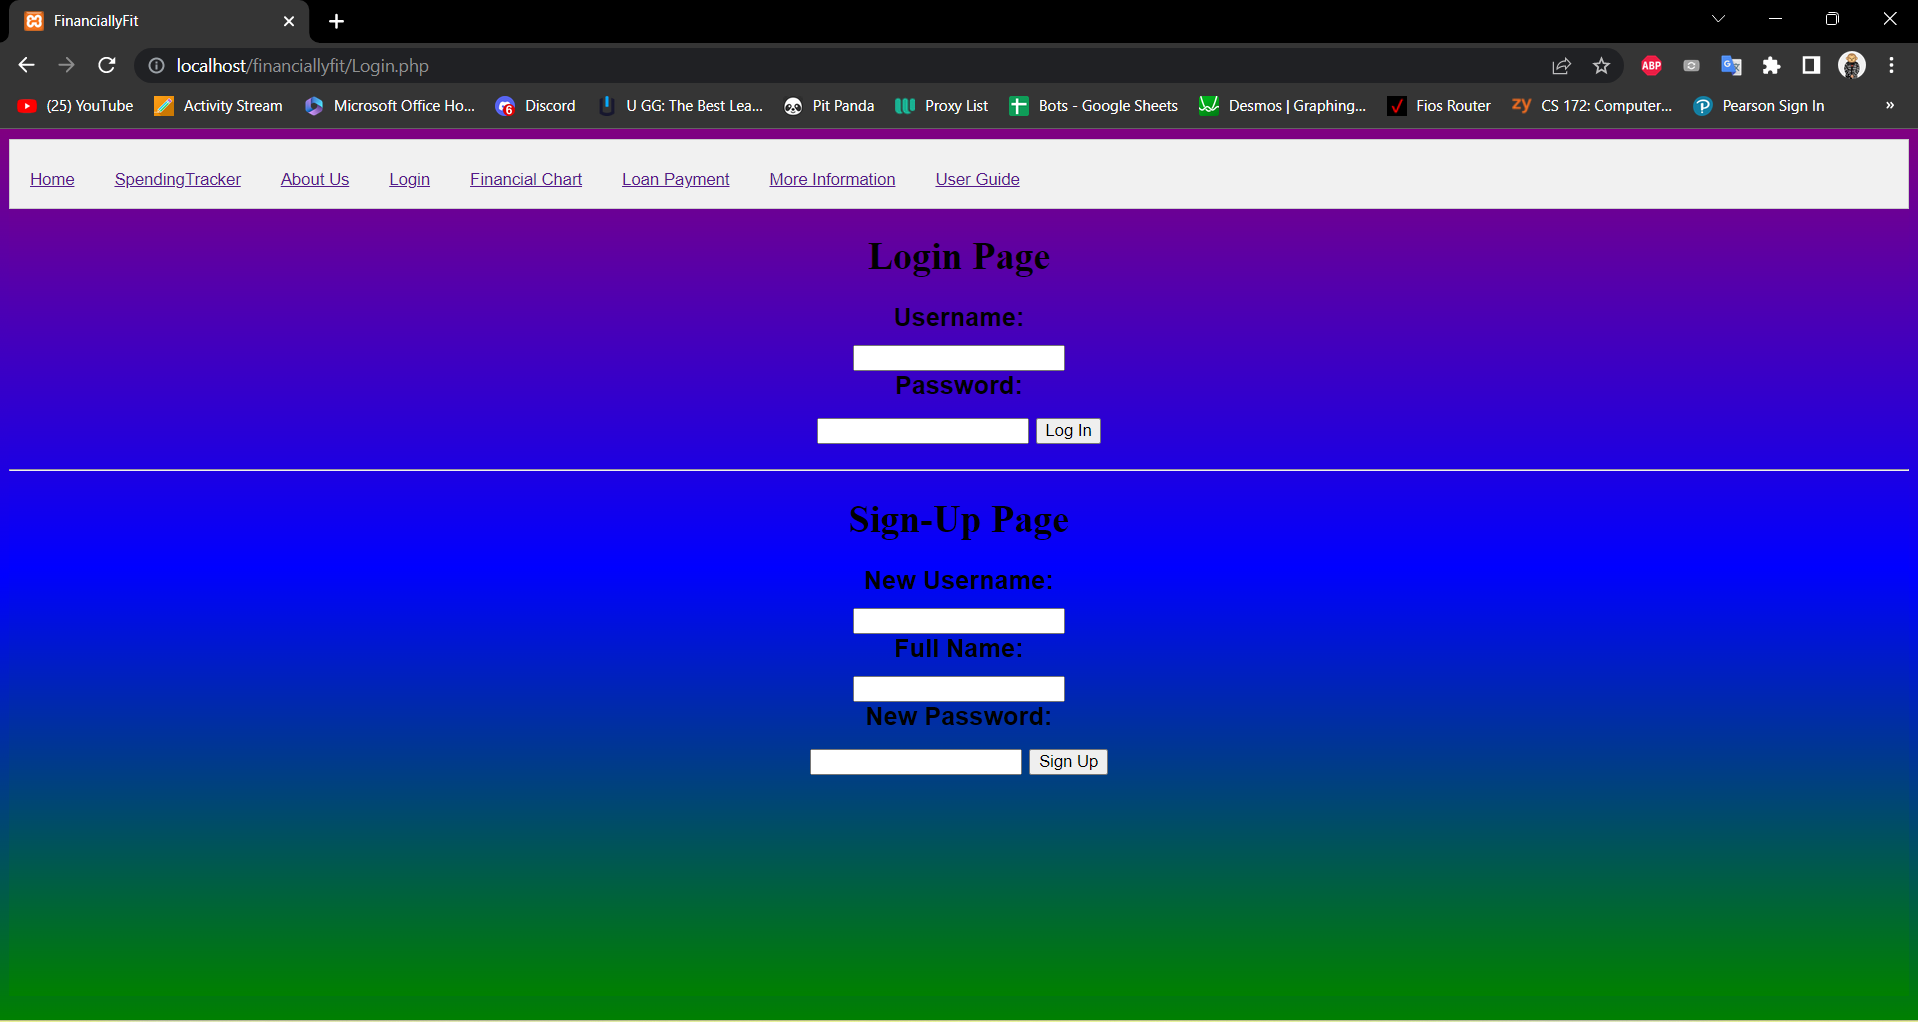 FinanciallyFit
localhost/financiallyfit/Login.php
ABP
(25) YouTube Activity Stream Microsoft Office Ho... Discord U GG: The Best Lea... Pit Panda Proxy List Bots - Google Sheets Desmos | Graphing... Fios Router zy CS 172: Computer... Pearson Sign In »
Home SpendingTracker About Us Login Financial Chart Loan Payment More Information User Guide
Login Page
Username:
Password:
Log In
Sign-Up Page
New Username:
Full Name:
New Password:
Sign Up